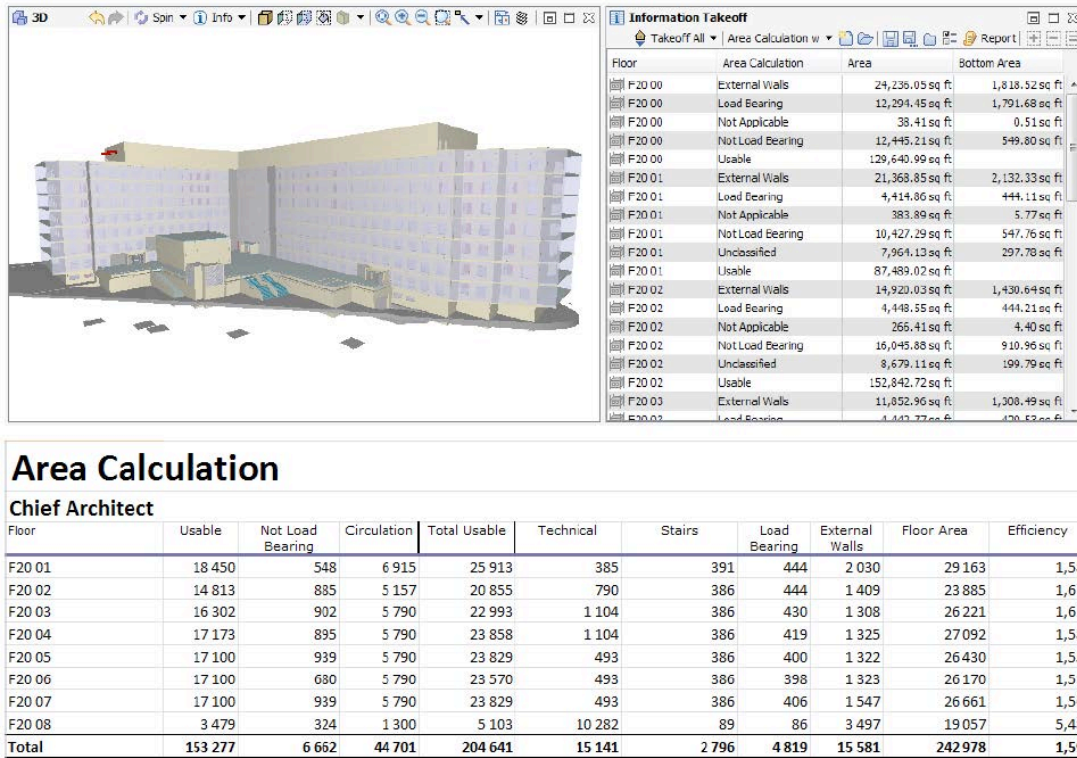 3D Spin Info
Information Takeoff
Takeoff All Area Calculation w Report
Floor Area Calculation Area Bottom Area
F20 00 External Walls 24,236.05 sq ft 1,818.52 sq ft
F20 00 Load Bearing 12,294.45 sq ft 1,791.68 sq ft
F20 00 Not Applicable 38.41 sq ft 0.51 sq ft
F20 00 Not Load Bearing 12,445.21 sq ft 549.80 sq ft
F20 00 Usable 129,640.99 sq ft
F20 01 External Walls 21,368.85 sq ft 2,132.33 sq ft
F20 01 Load Bearing 4,414.86 sq ft 444.11 sq ft
F20 01 Not Applicable 383.89 sq ft 5.77 sq ft
F20 01 Not Load Bearing 10,427.29 sq ft 547.76 sq ft
F20 01 Unclassified 7,964.13 sq ft 297.78 sq ft
F20 01 Usable 87,489.02 sq ft
F20 02 External Walls 14,920.03 sq ft 1,430.64 sq ft
F20 02 Load Bearing 4,448.55 sq ft 444.21 sq ft
F20 02 Not Applicable 266.41 sq ft 4.40 sq ft
F20 02 Not Load Bearing 16,045.88 sq ft 910.96 sq ft
F20 02 Unclassified 8,679.11 sq ft 199.79 sq ft
F20 02 Usable 152,842.72 sq ft
F20 03 External Walls 11,852.96 sq ft 1,308.49 sq ft
Area Calculation
Chief Architect
Floor Usable Not Load Bearing Circulation Total Usable Technical Stairs Load Bearing External Walls Floor Area Efficiency
F20 01 18 450 548 6 915 25 913 385 391 444 2 030 29 163
F20 02 14 813 885 5 157 20 855 790 386 444 1 409 23 885
F20 03 16 302 902 5 790 22 993 1 104 386 430 1 308 26 221
F20 04 17 173 895 5 790 23 858 1 104 386 419 1 325 27 092
F20 05 17 100 939 5 790 23 829 493 386 400 1 322 26 430
F20 06 17 100 680 5 790 23 570 493 386 398 1 323 26 170
F20 07 17 100 939 5 790 23 829 493 386 406 1 547 26 661
F20 08 3 479 324 1 300 5 103 10 282 89 86 3 497 19 057
Total 153 277 6 662 44 701 204 641 15 141 2 796 4 819 15 581 242 978